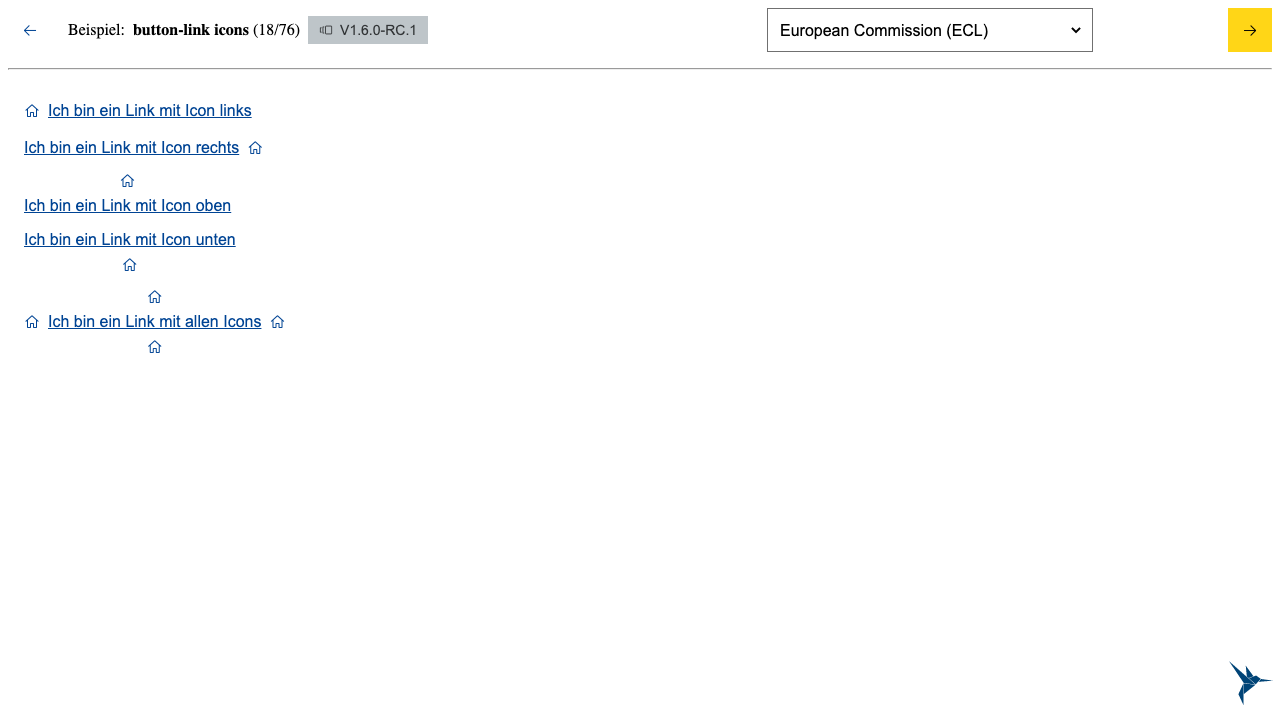 Beispiel: button-link icons (18/76) V1.6.0-RC.1 European Commission (ECL)
Ich bin ein Link mit Icon links
Ich bin ein Link mit Icon rechts
Ich bin ein Link mit Icon oben
Ich bin ein Link mit Icon unten
Ich bin ein Link mit allen Icons